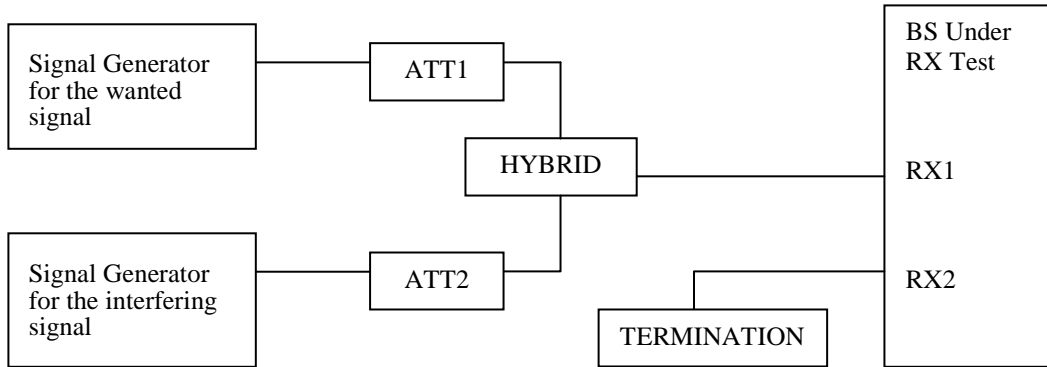 Signal Generator
for the wanted
signal
ATT1
HYBRID
Signal Generator
for the interfering
signal
ATT2
TERMINATION
BS Under
RX Test
RX1
RX2